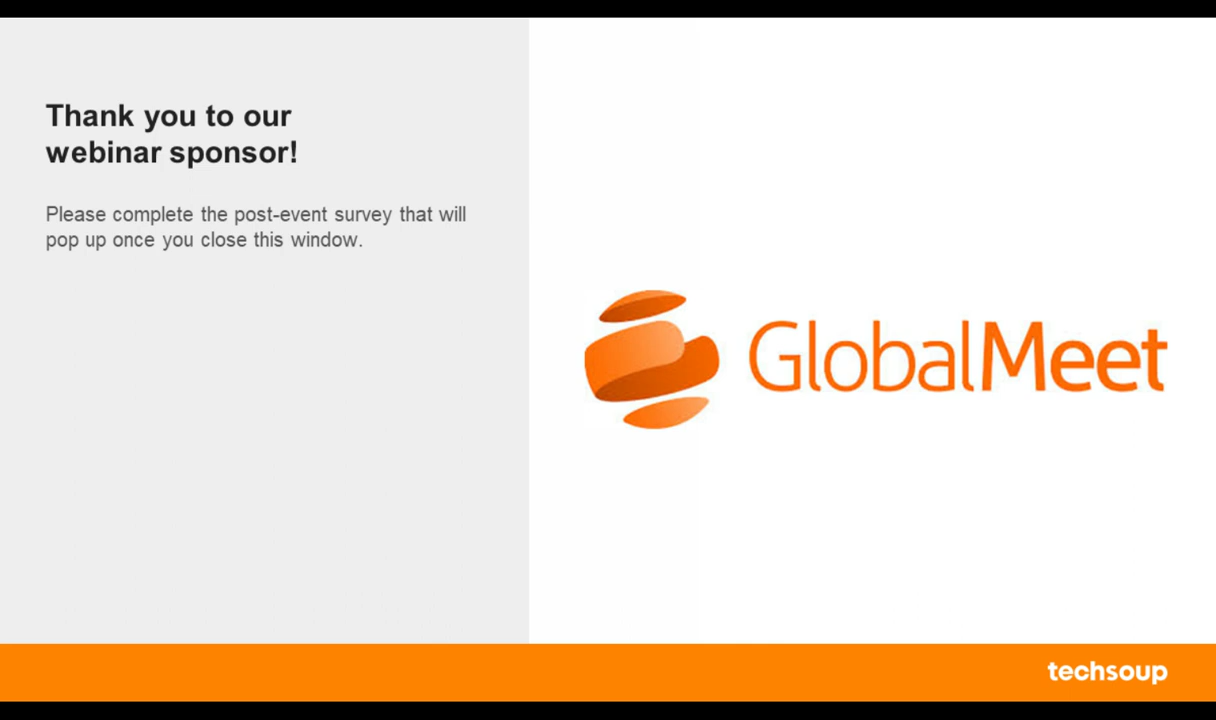 Thank you to our
webinar sponsor!
Please complete the post-event survey that will
pop up once you close this window.
GlobalMeet
techsoup